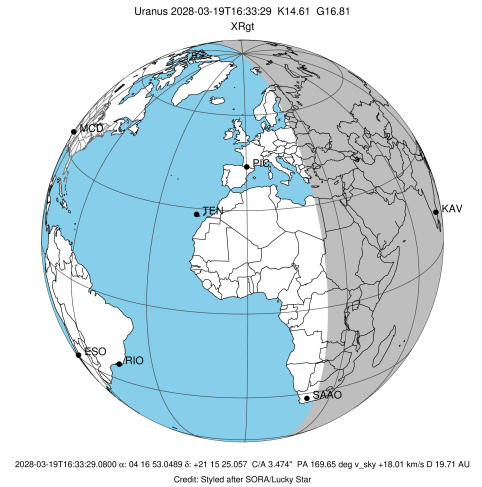 Uranus 2028-03-19T16:33:29  K14.61  G16.81
XRgt
MCD
PIC
TEN
KAV
ESO
RIO
SAAO
2028-03-19T16:33:29.0800 α: 04 16 53.0489 δ: +21 15 25.057  C/A 3.474"  PA 169.65 deg v_sky +18.01 km/s D 19.71 AU
Credit: Styled after SORA/Lucky Star